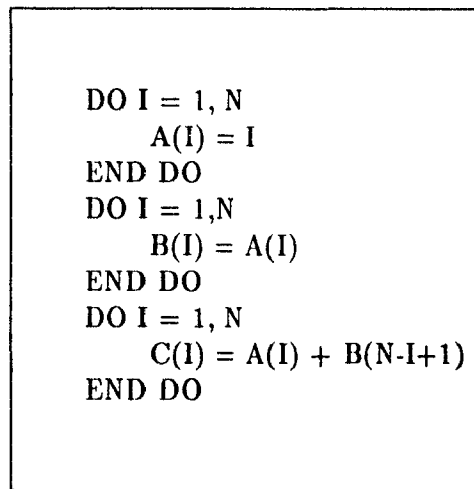 DO I = 1, N
A(I) = I
END DO
DO I = 1,N
B(I) = A(I)
END DO
DO I = 1, N
C(I) = A(I) + B(N-I+1)
END DO